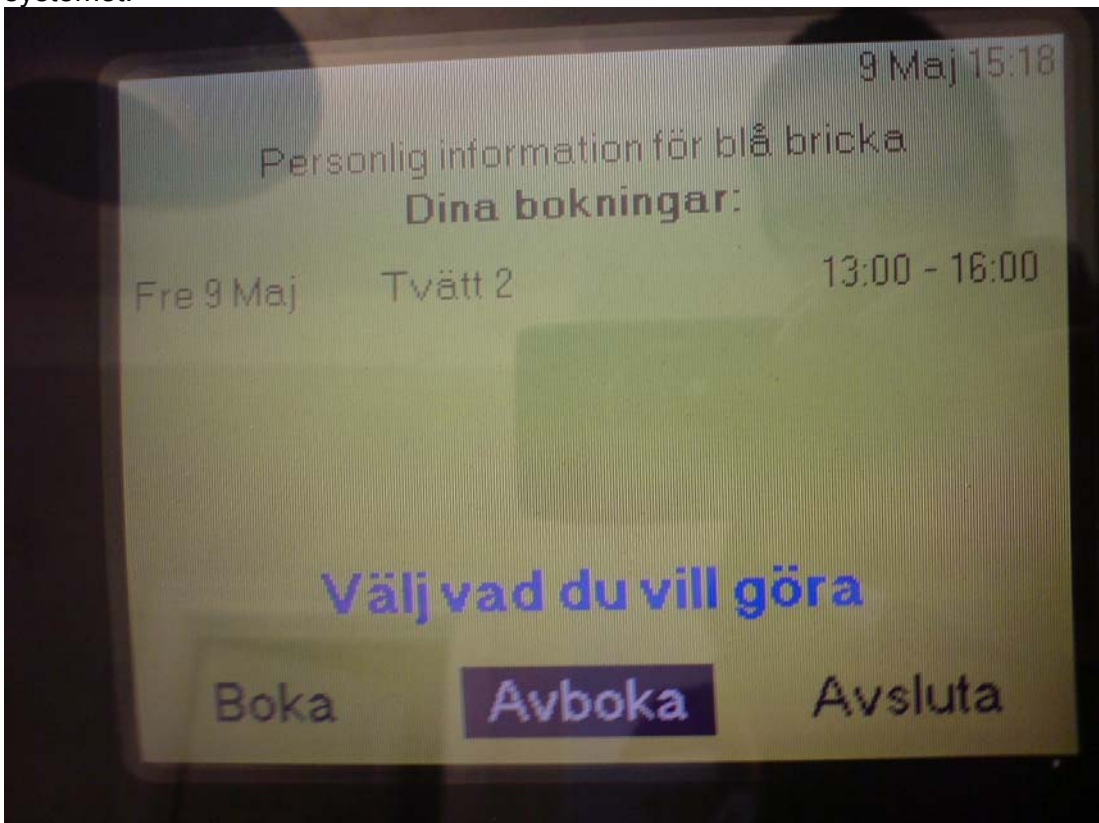 systemet.
9 Maj 15:18
Personlig information för blå bricka
Dina bokningar:
Fre 9 Maj Tvätt 2 13:00 - 16:00
Välj vad du vill göra
Boka Avboka Avsluta